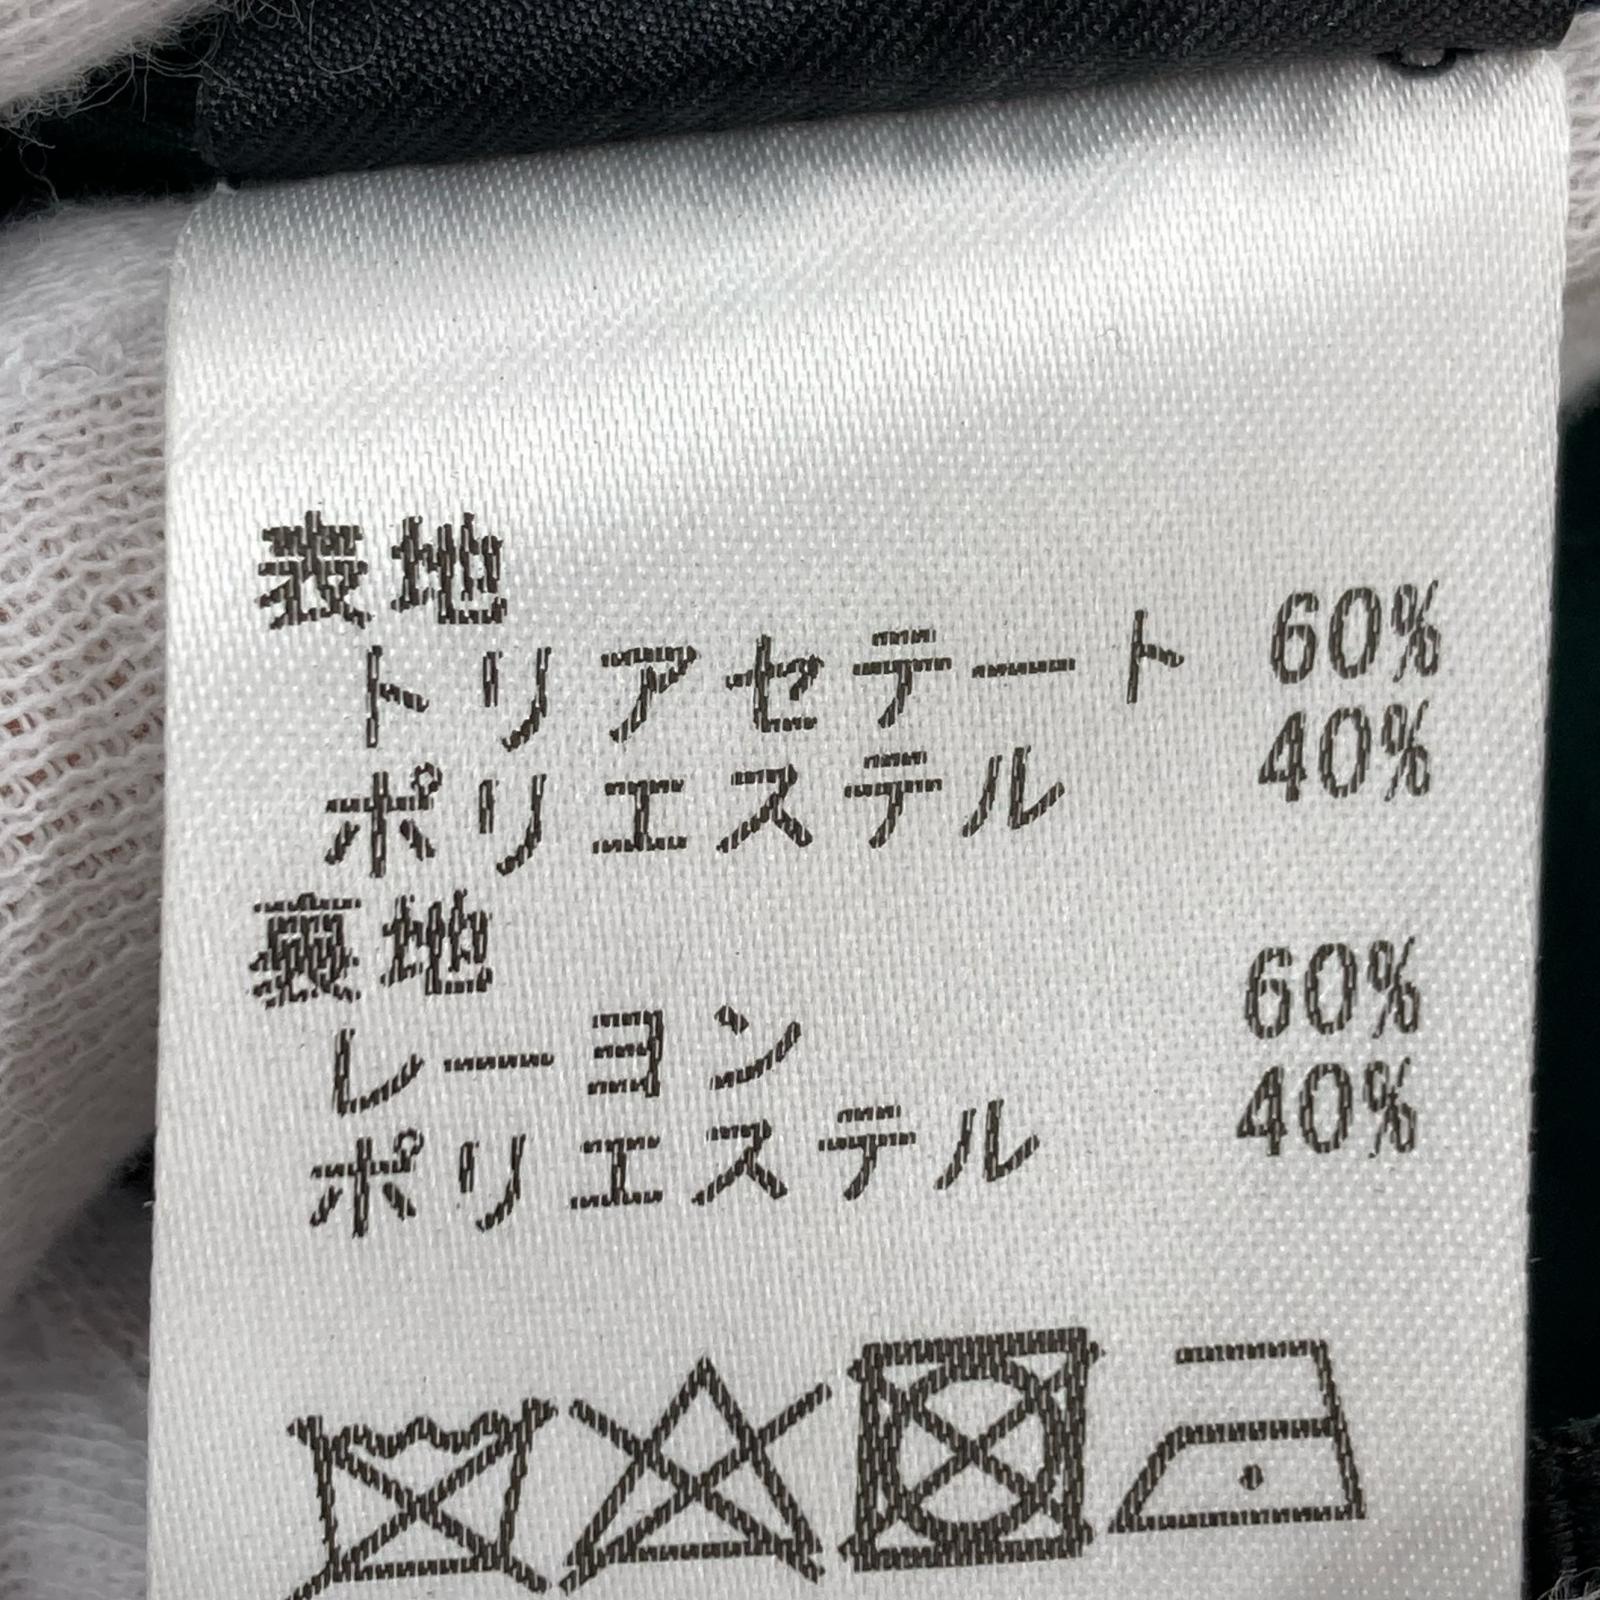 表地
トリアセテート 60%
ポリエステル 40%
裏地
レーヨン 60%
ポリエステル 40%